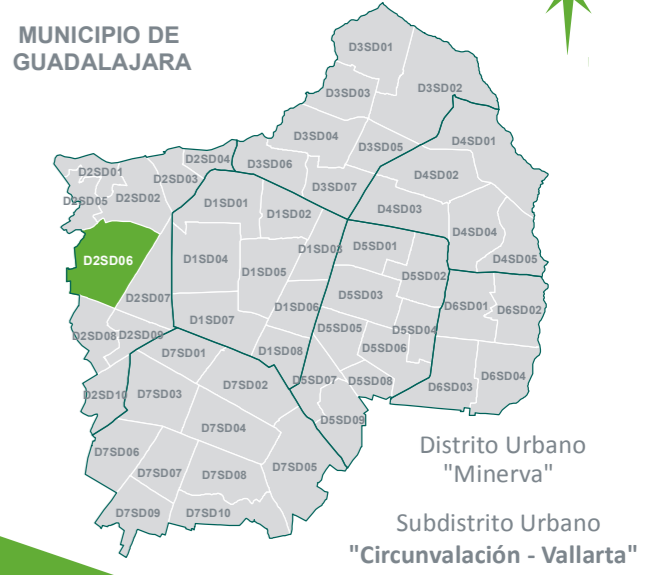 MUNICIPIO DE
GUADALAJARA
D3SD01
D3SD02
D3SD03
D3SD04
D4SD01
D3SD05
D2SD04
D3SD06
D2SD01
D2SD03
D4SD02
D3SD07
D2SD05
D2SD02
D1SD01
D1SD02
D4SD03
D4SD04
D1SD03
D5SD01
D2SD06
D1SD04
D4SD05
D1SD05
D5SD02
D2SD07
D5SD03
D1SD06
D6SD01
D6SD02
D1SD07
D5SD05
D5SD04
D2SD08
D2SD09
D5SD06
D7SD01
D1SD08
D5SD07
D5SD08
D6SD04
D7SD02
D6SD03
D2SD10
D7SD03
D5SD09
D7SD04
Distrito Urbano
"Minerva"
D7SD06
D7SD05
D7SD07
D7SD08
D7SD09
D7SD10
Subdistrito Urbano
"Circunvalación - Vallarta"